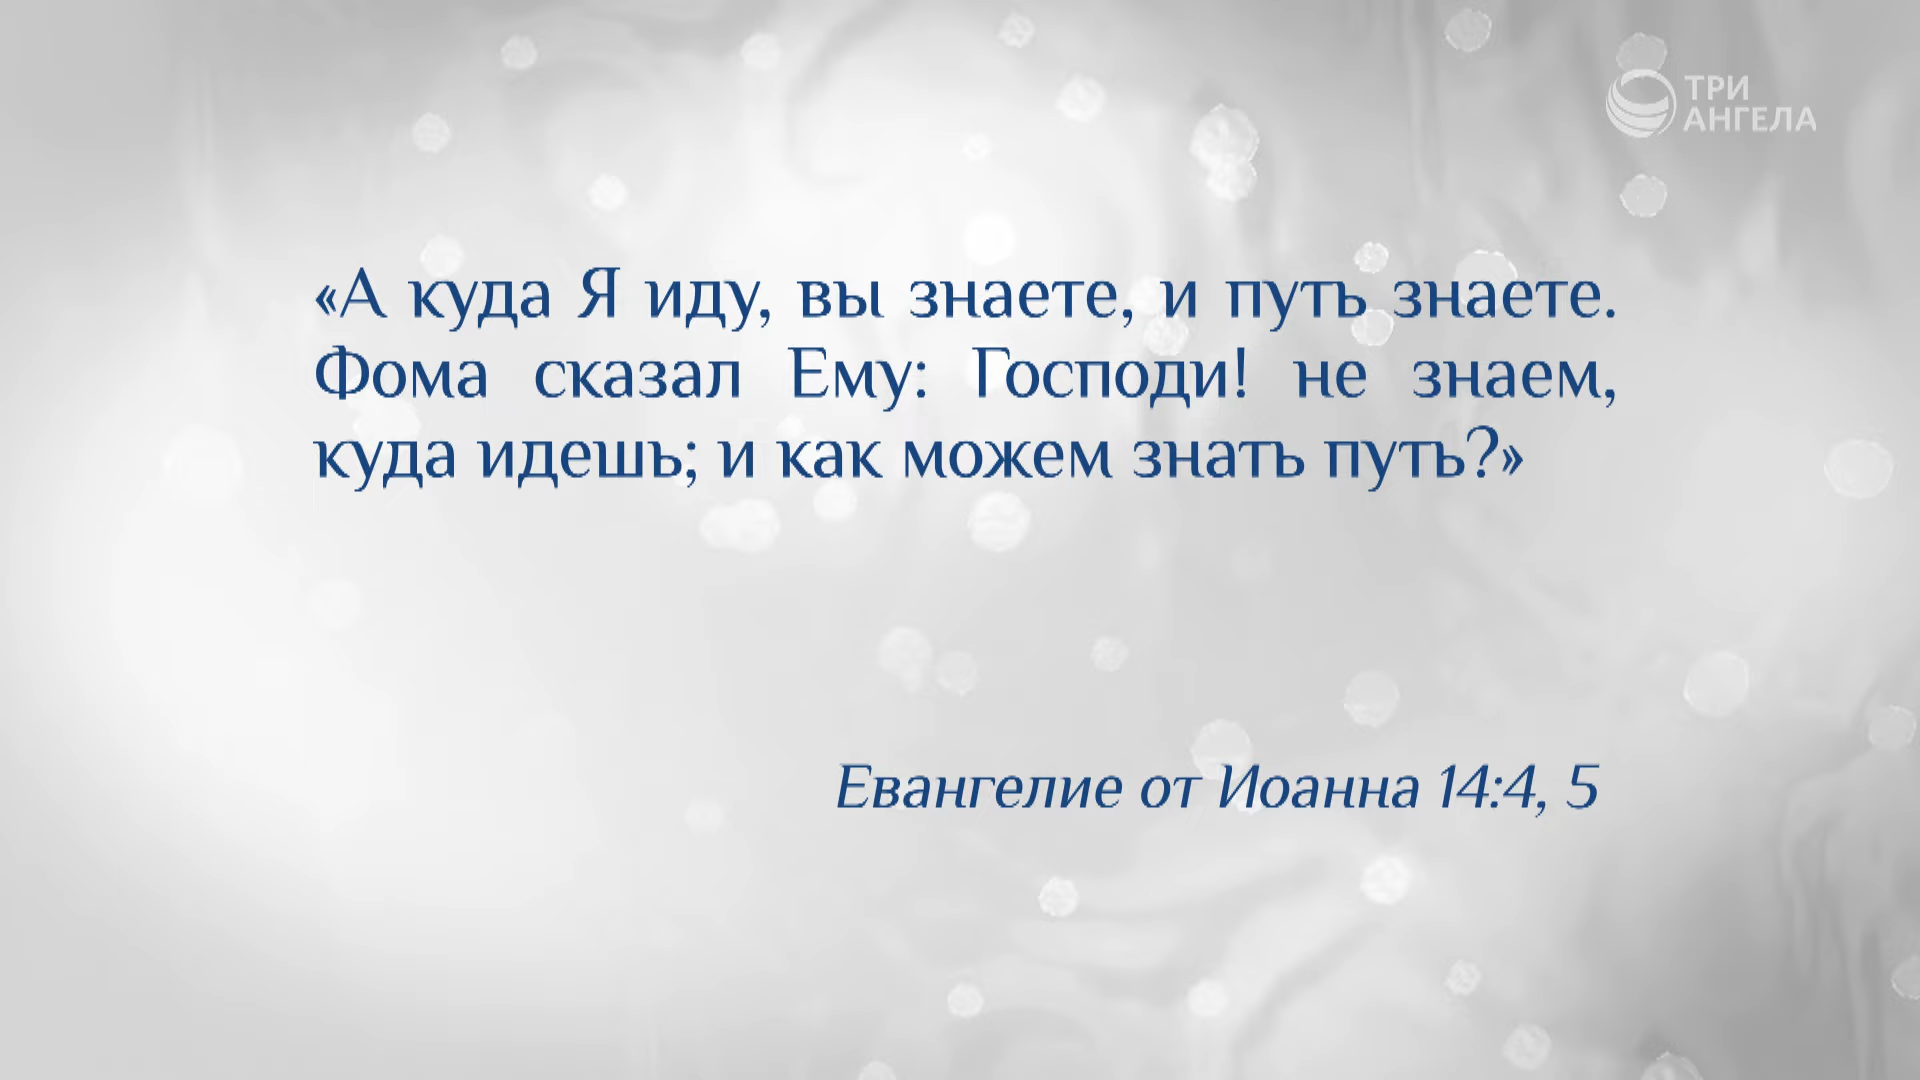 ТРИ
АНГЕЛА
«А куда Я иду, вы знаете, и путь знаете.
Фома сказал Ему: Господи! не знаем,
куда идешь; и как можем знать путь?»
Евангелие от Иоанна 14:4, 5